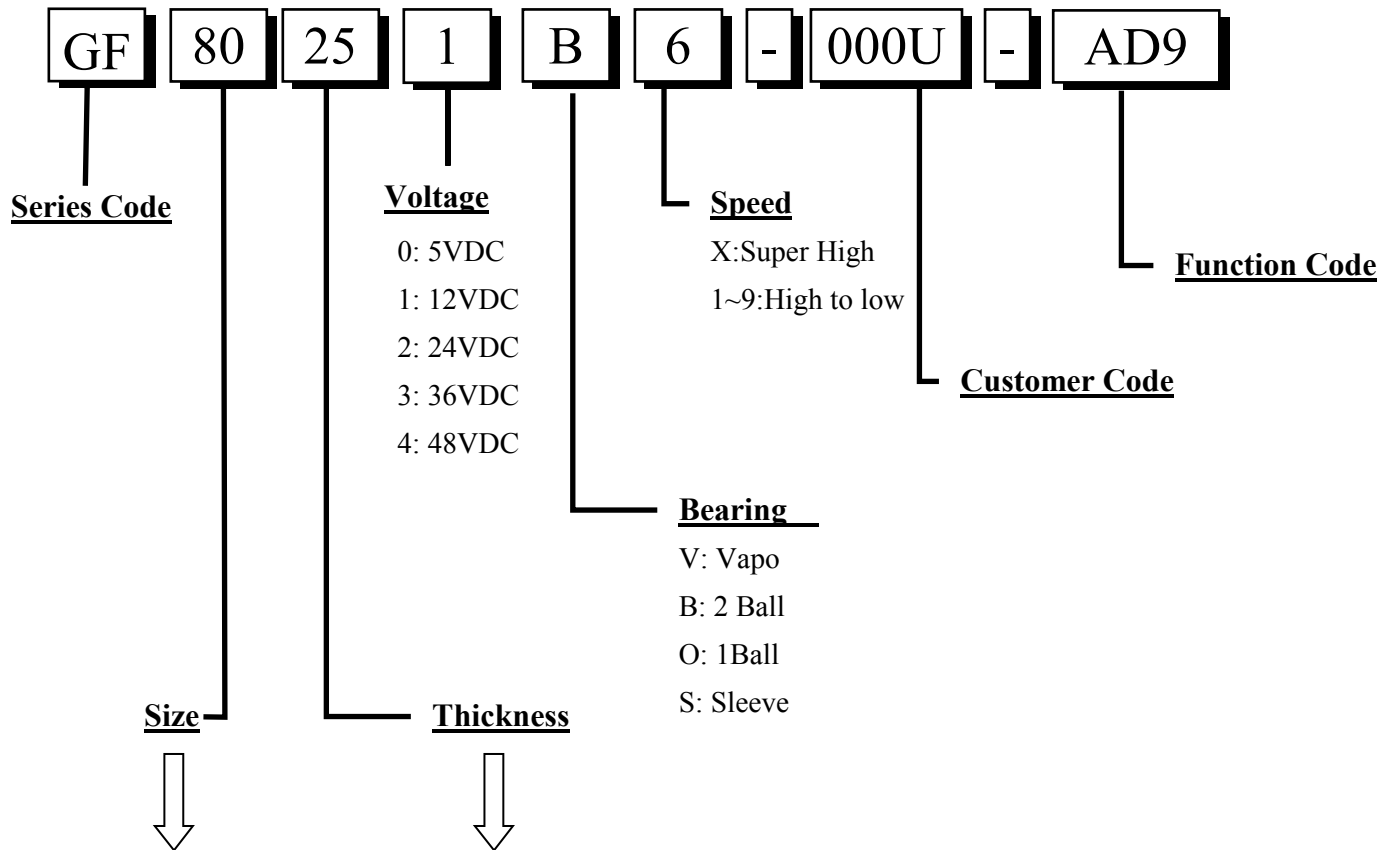 GF 80 25 1 B 6 - 000U - AD9
Series Code
Voltage
0: 5VDC
1: 12VDC
2: 24VDC
3: 36VDC
4: 48VDC
Speed
X:Super High
1~9:High to low
Function Code
Customer Code
Bearing
V: Vapo
B: 2 Ball
O: 1Ball
S: Sleeve
Size
Thickness